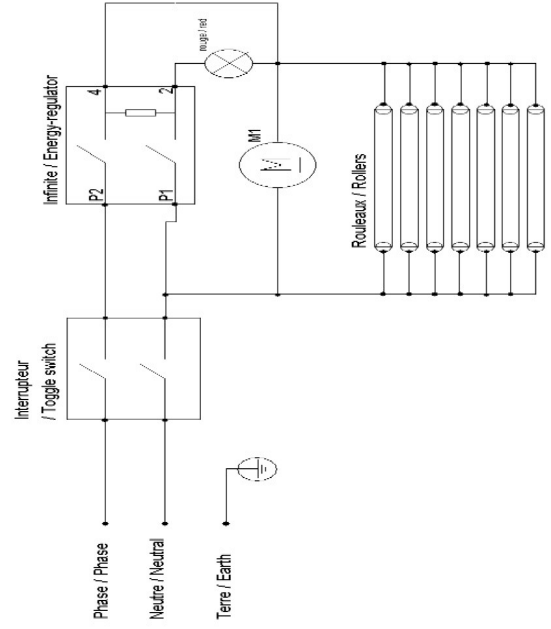 Phase / Phase
Neutre / Neutral
Terre / Earth
Interrupteur
/ Toggle switch
Infinite / Energy-regulator
P2
P1
4
2
rouge / red
M1
M
Rouleaux / Rollers